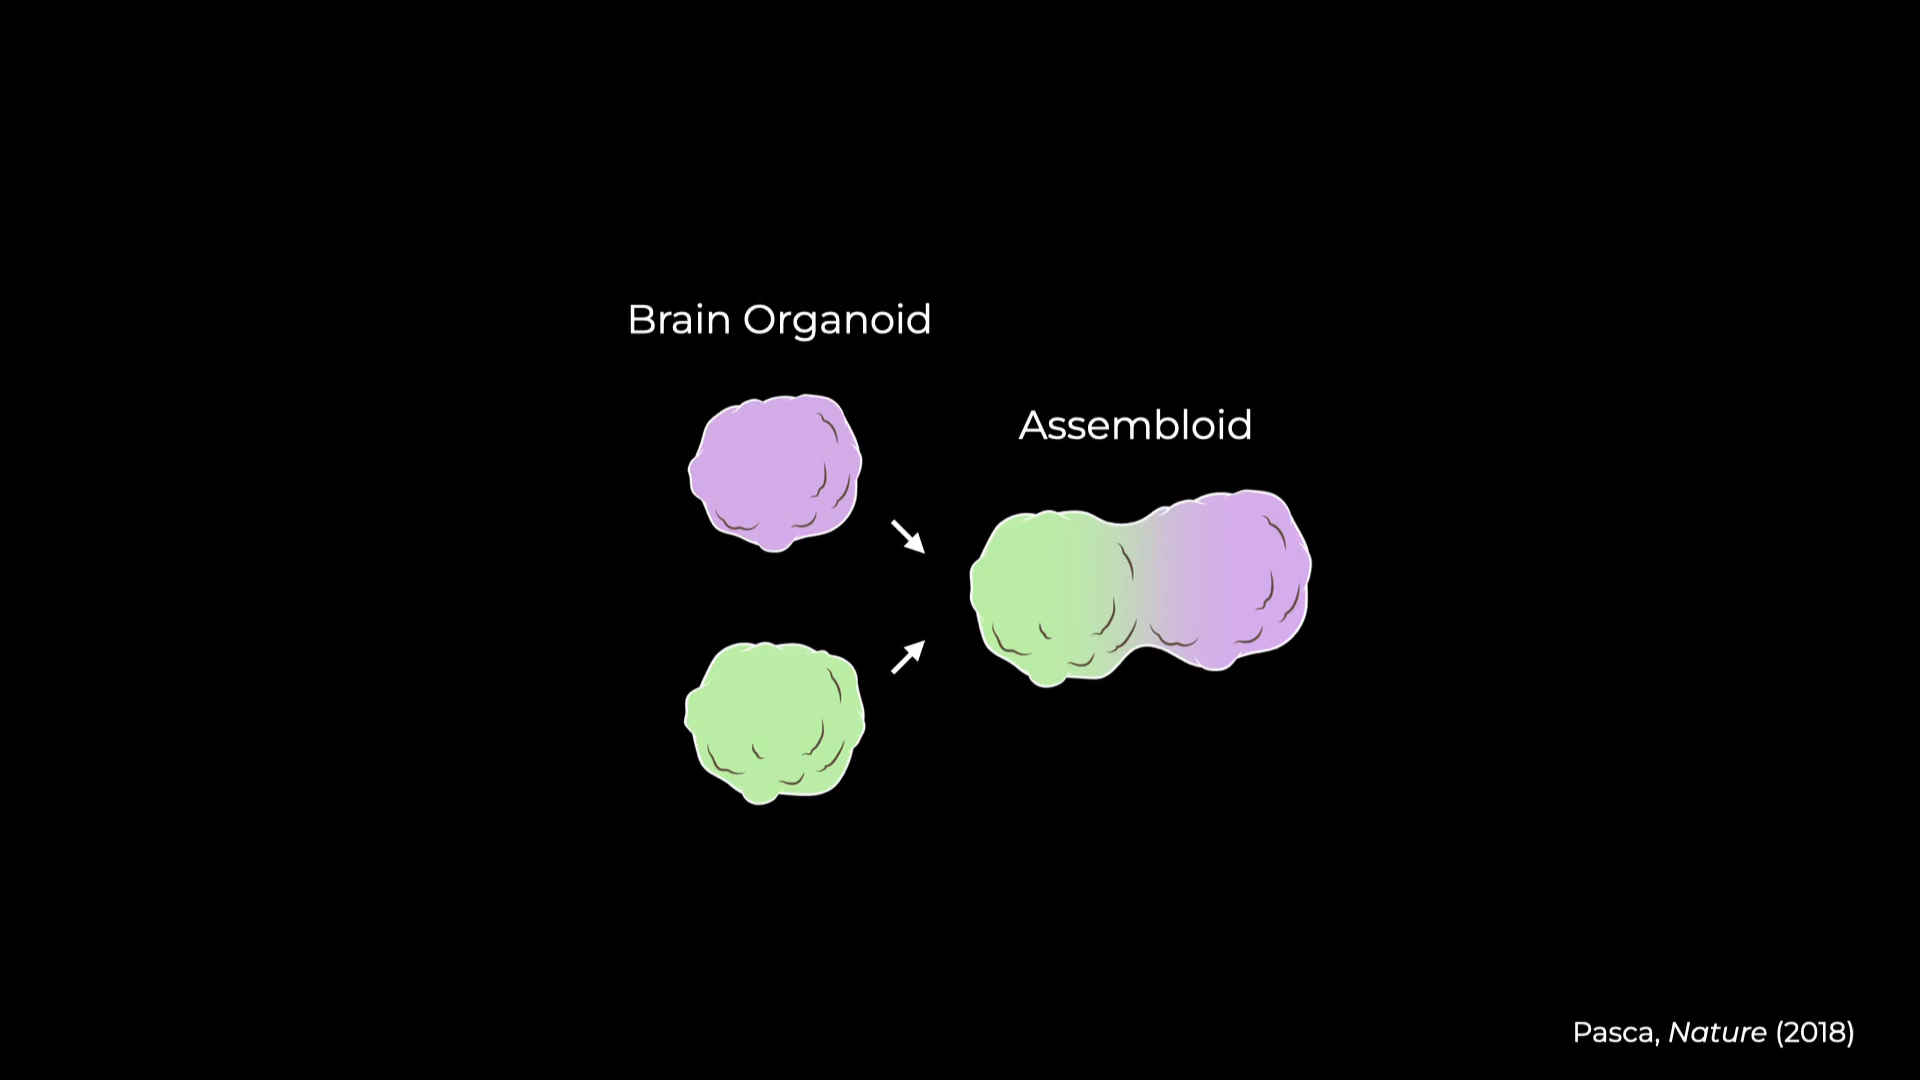 Brain Organoid
Assembloid
Pasca, Nature (2018)